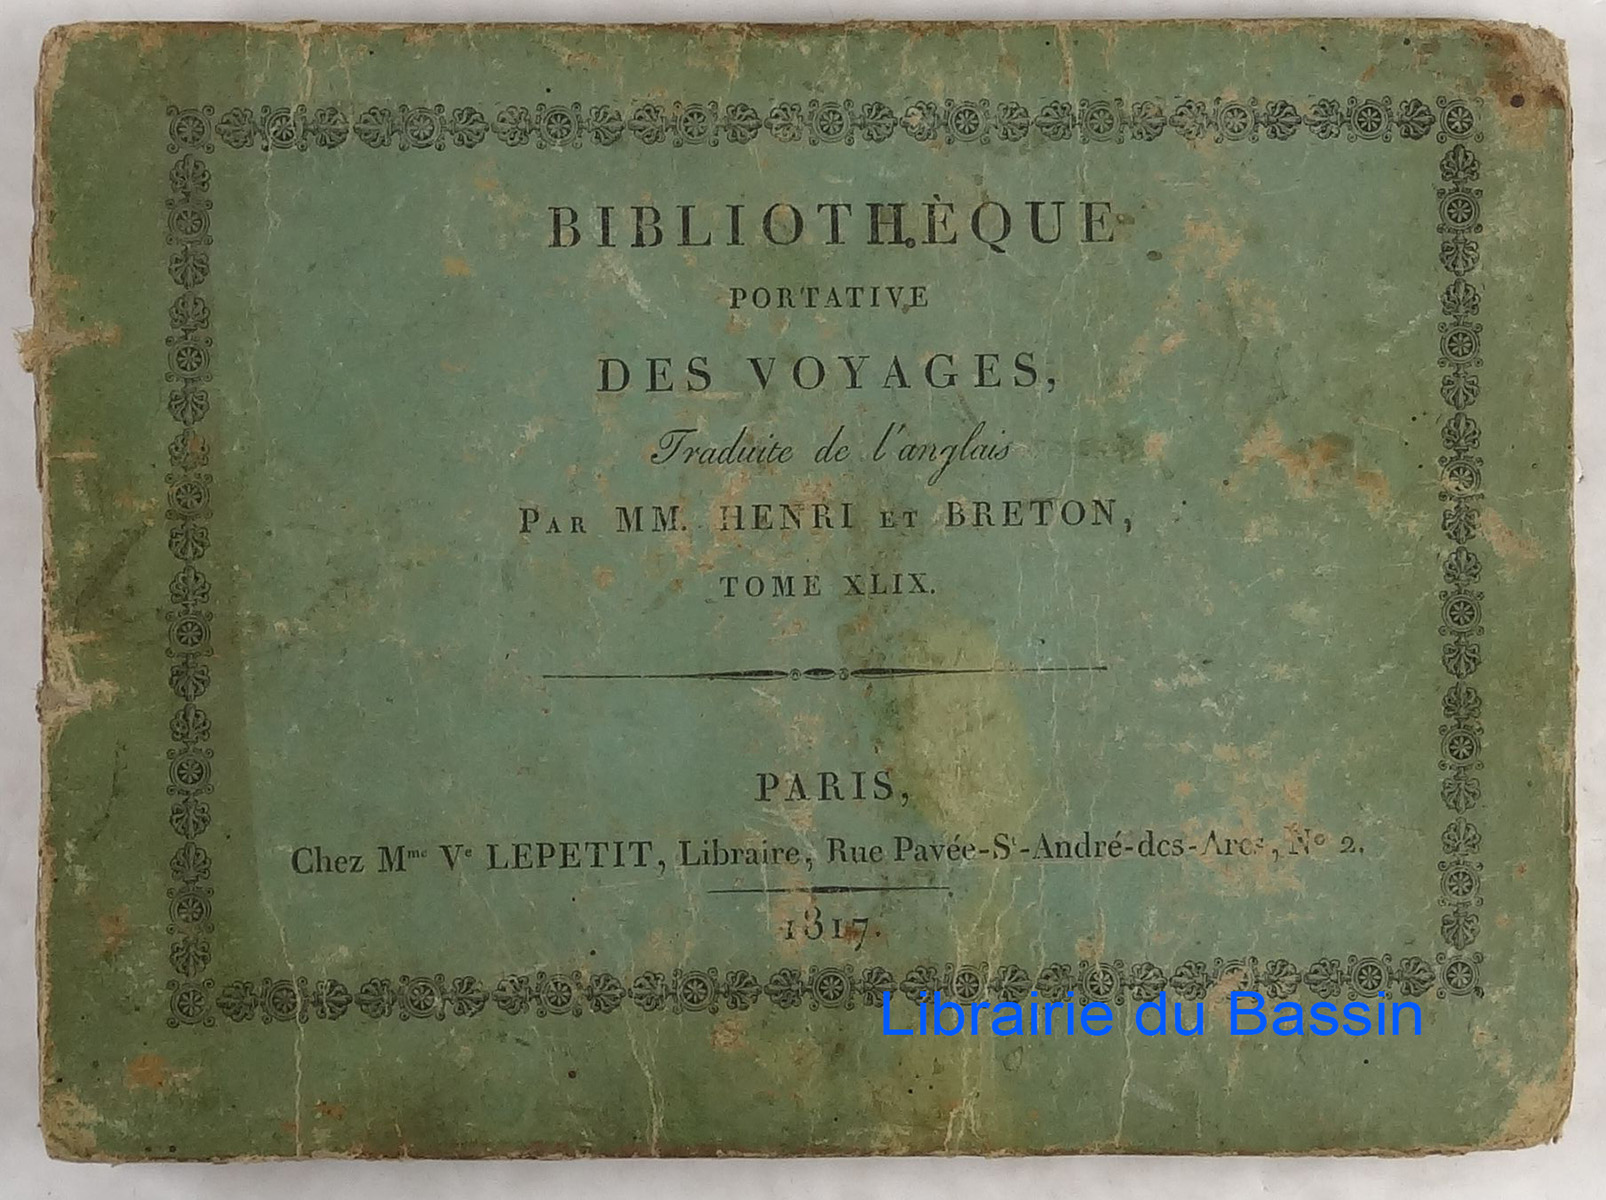 BIBLIOTHÈQUE
PORTATIVE
DES VOYAGES,
Traduite de l'anglais
PAR MM. HENRI ET BRETON,
TOME XLIX.
PARIS,
Chez Mme Ve LEPETIT, Libraire, Rue Pavée-St-André-des-Arcs, No 2.
1817.
Librairie du Bassin